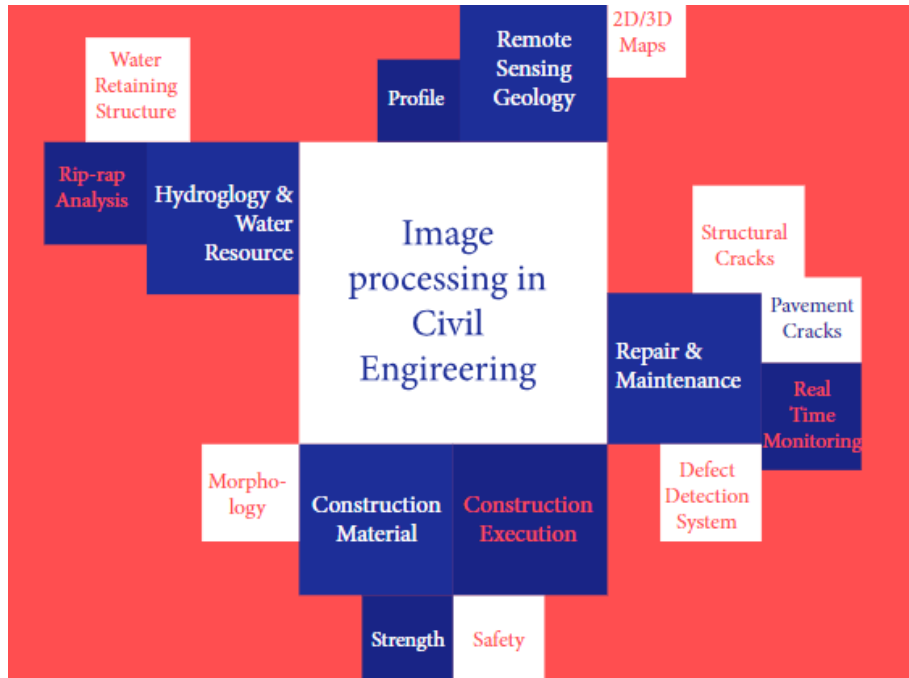 2D/3D
Maps
Remote
Sensing
Geology
Profile
Water
Retaining
Structure
Rip-rap
Analysis
Hydroglogy &
Water
Resource
Image
processing in
Civil
Engireering
Structural
Cracks
Pavement
Cracks
Repair &
Maintenance
Real
Time
Monitoring
Defect
Detection
System
Morpho-
logy
Construction
Material
Construction
Execution
Strength
Safety